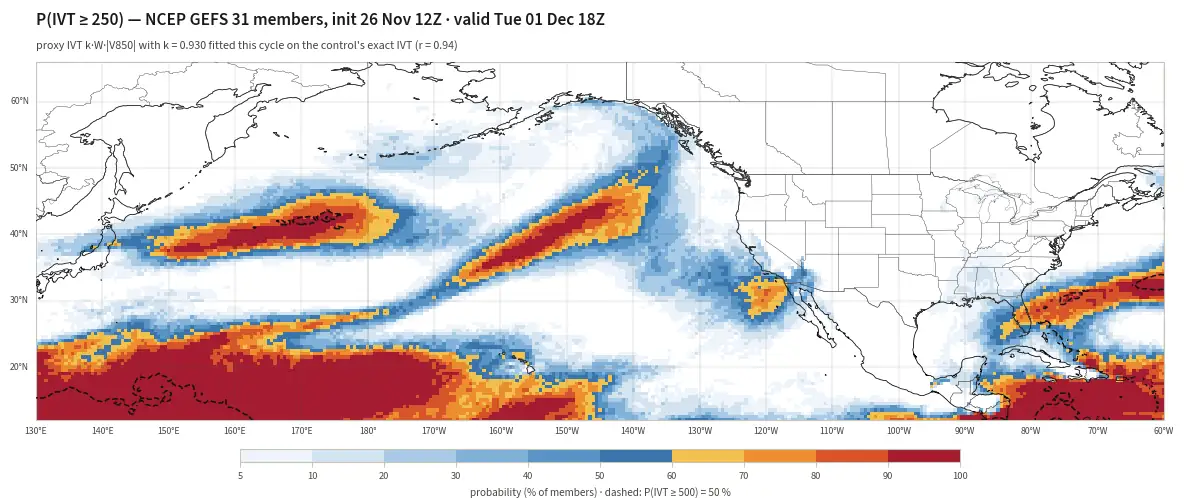 P(IVT ≥ 250) — NCEP GEFS 31 members, init 26 Nov 12Z · valid Tue 01 Dec 18Z
proxy IVT k·W·|V850| with k = 0.930 fitted this cycle on the control's exact IVT (r = 0.94)
60°N
50°N
40°N
30°N
20°N
130°E 140°E 150°E 160°E 170°E 180° 170°W 160°W 150°W 140°W 130°W 120°W 110°W 100°W 90°W 80°W 70°W 60°W
5 10 20 30 40 50 60 70 80 90 100
probability (% of members) · dashed: P(IVT ≥ 500) = 50 %